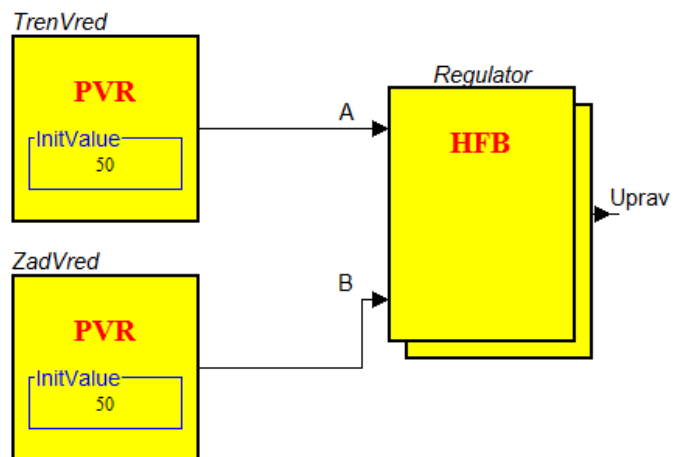 TrenVred
PVR
InitValue
50
A
Regulator
HFB
Uprav
ZadVred
B
PVR
InitValue
50